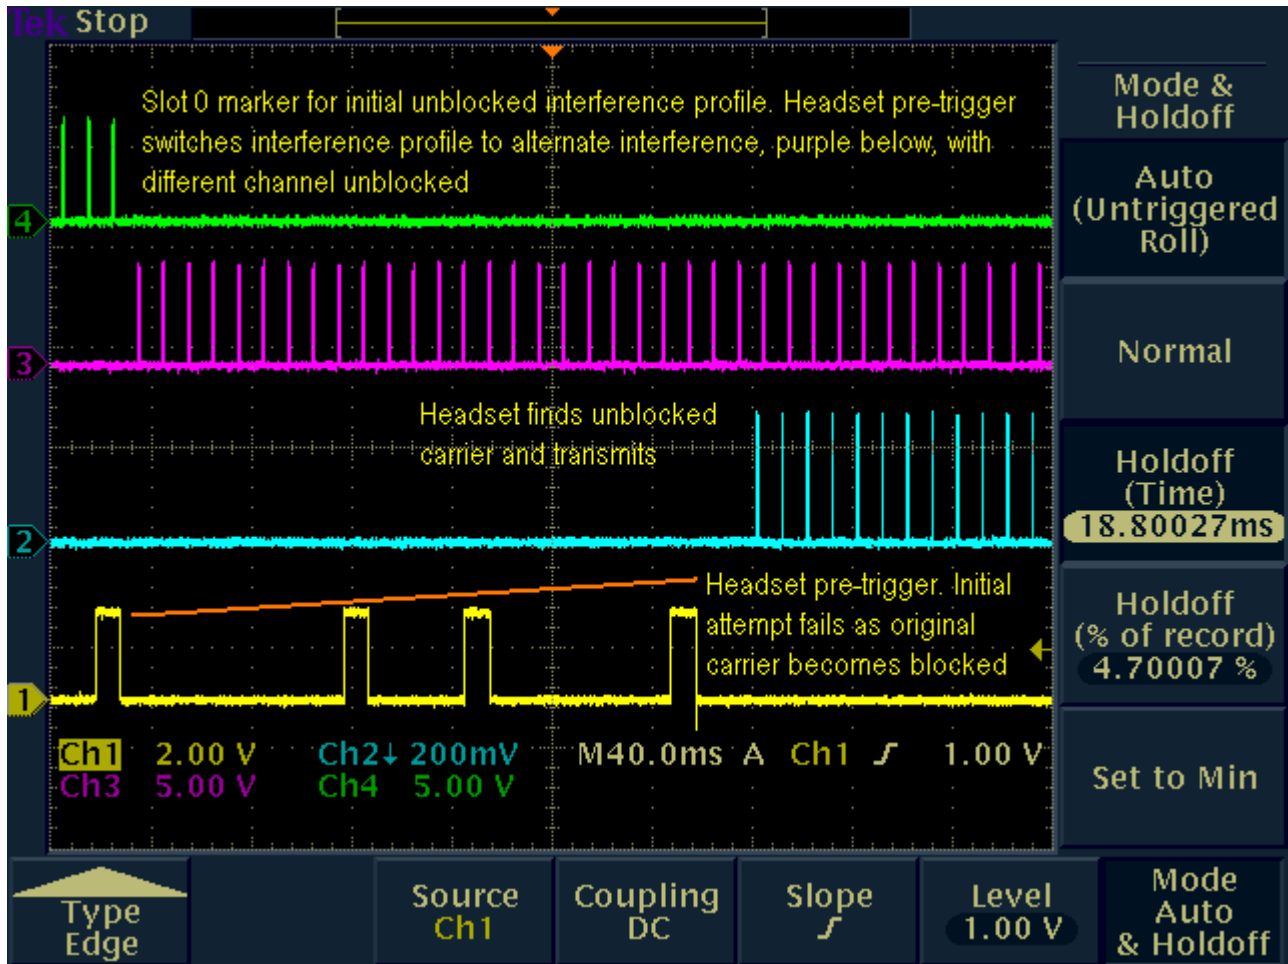 Tek Stop
Slot 0 marker for initial unblocked interference profile. Headset pre-trigger
switches interference profile to alternate interference, purple below, with
different channel unblocked
4
3
Headset finds unblocked
carrier and transmits
2
Headset pre-trigger. Initial
attempt fails as original
carrier becomes blocked
1
Ch1 2.00 V Ch2↓ 200mV M40.0ms A Ch1 1.00 V
Ch3 5.00 V Ch4 5.00 V
Mode &
Holdoff
Auto
(Untriggered
Roll)
Normal
Holdoff
(Time)
18.80027ms
Holdoff
(% of record)
4.70007 %
Set to Min
Type
Edge
Source
Ch1
Coupling
DC
Slope
Level
1.00 V
Mode
Auto
& Holdoff